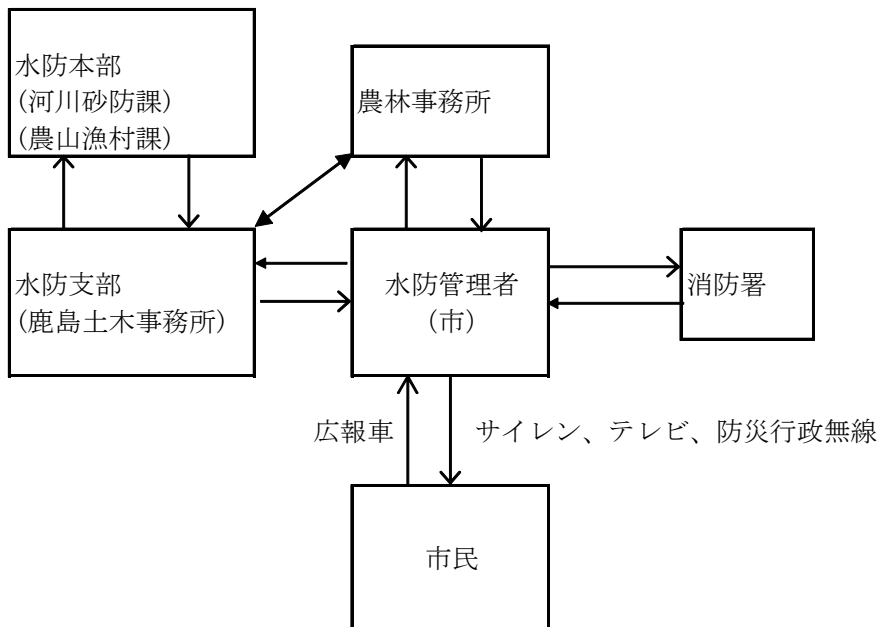 水防本部
(河川砂防課)
(農山漁村課)
農林事務所
水防支部
(鹿島土木事務所)
水防管理者
(市)
消防署
広報車
サイレン、テレビ、防災行政無線
市民